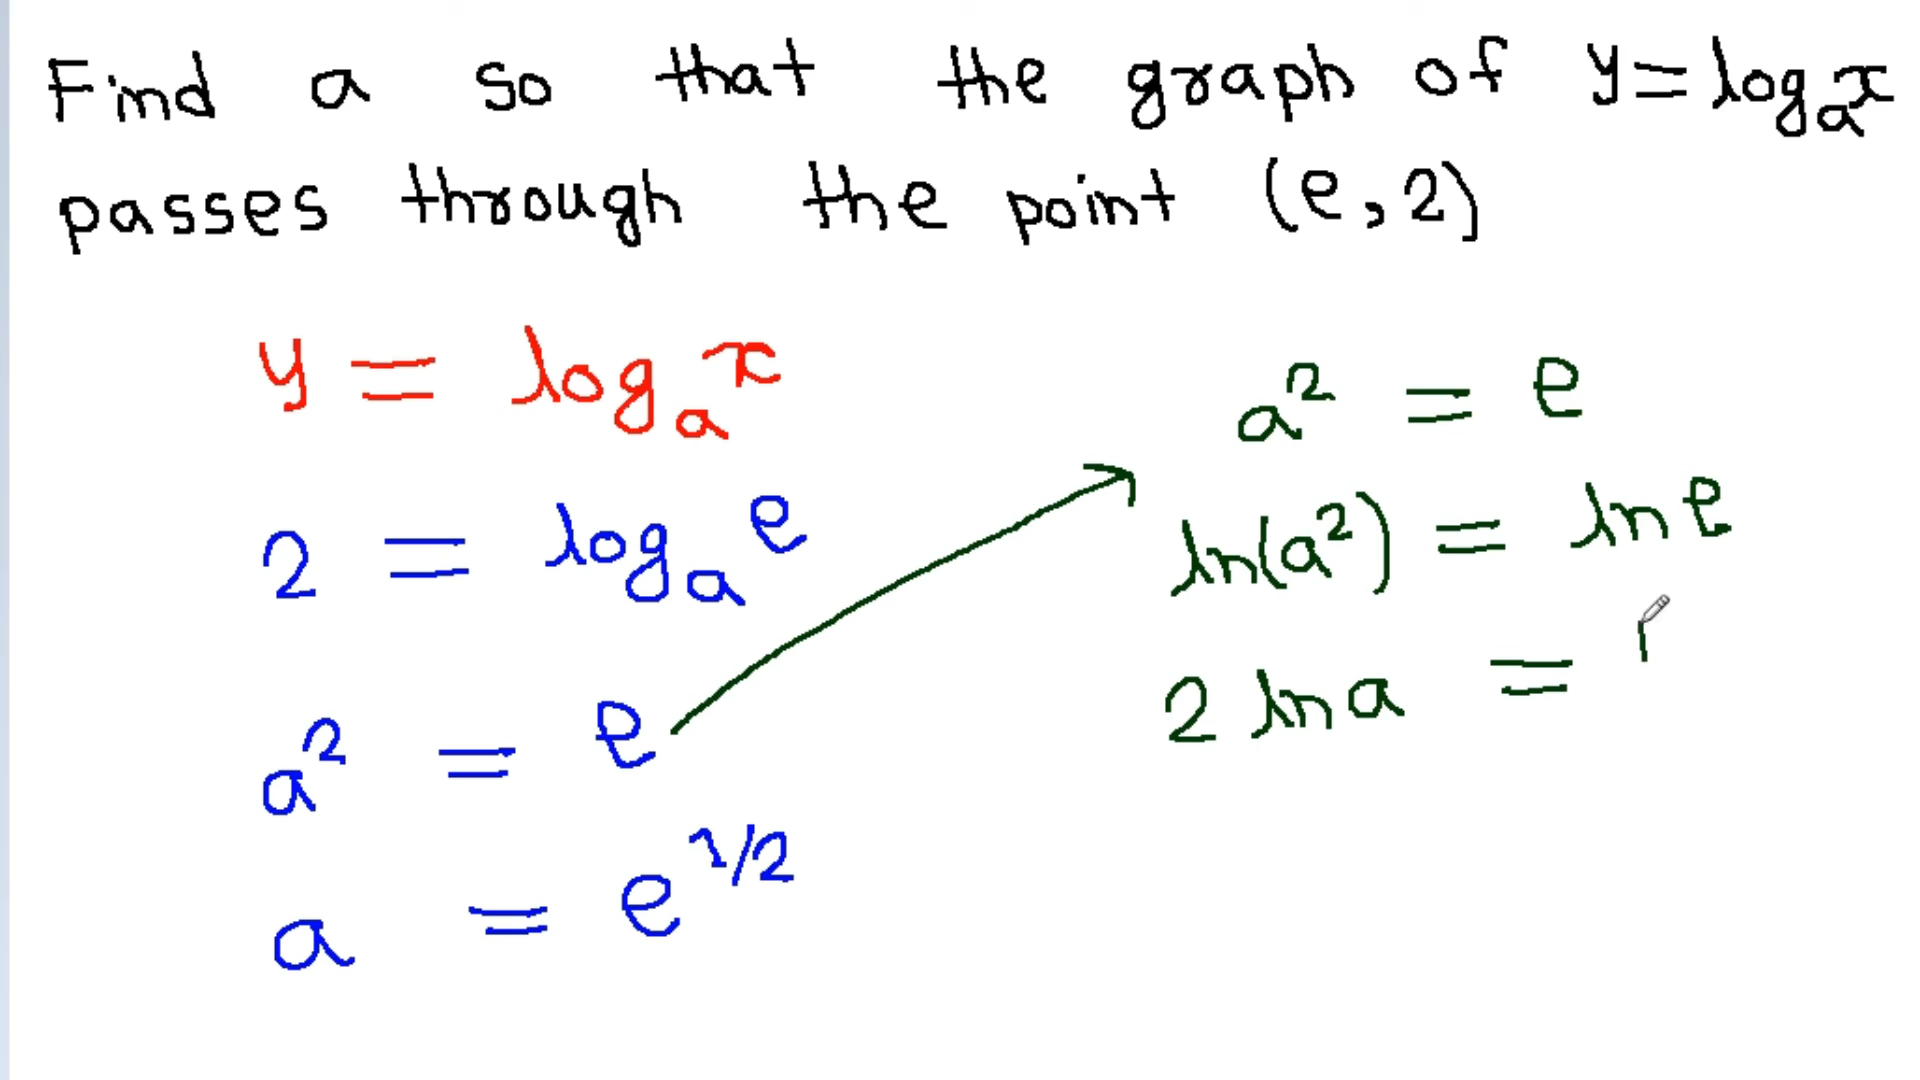 Find a so that the graph of y = logₐx
passes through the point (e, 2)
y = logₐx
2 = logₐe
a² = e
a = e^1/2
a² = e
ln(a²) = ln e
2 ln a =